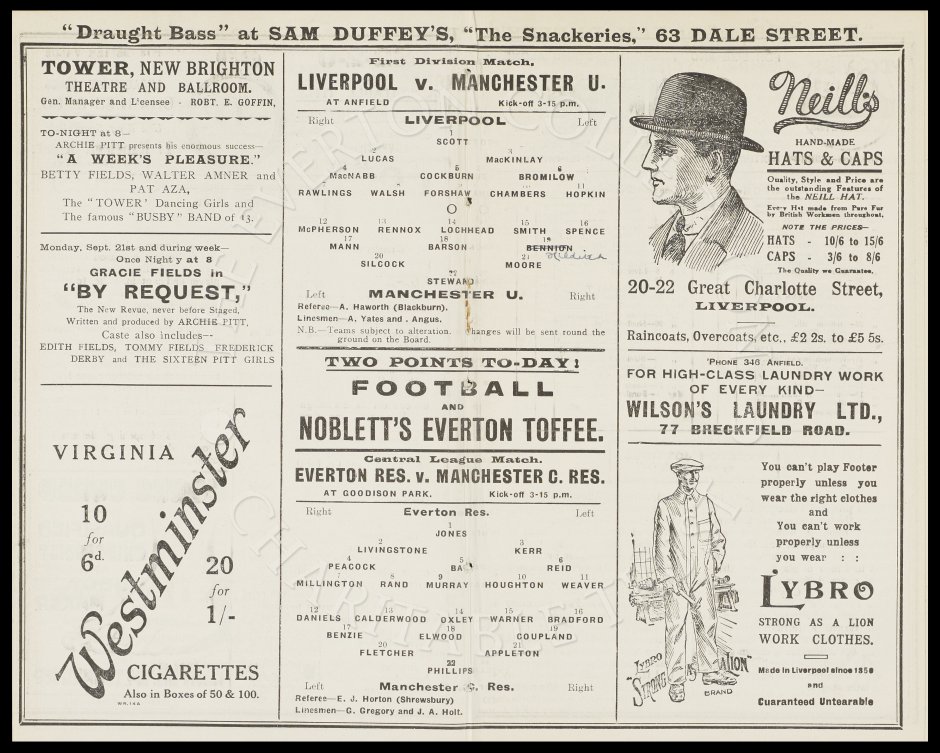 "Draught Bass" at SAM DUFFEY'S, "The Snackeries," 63 DALE STREET.
TOWER, NEW BRIGHTON
THEATRE AND BALLROOM.
Gen. Manager and L'censee - ROBT. E. GOFFIN,
TO-NIGHT at 8—
ARCHIE PITT presents his enormous success—
"A WEEK'S PLEASURE."
BETTY FIELDS, WALTER AMNER and
PAT AZA,
The "TOWER' Dancing Girls and
The famous "BUSBY" BAND of 13.
Monday, Sept. 21st and during week—
Once Night y at 8
GRACIE FIELDS in
"BY REQUEST,"
The New Revue, never before Staged,
Written and produced by ARCHIE PITT,
Caste also includes—
EDITH FIELDS, TOMMY FIELDS FREDERICK
DERBY and THE SIXTEEN PITT GIRLS
VIRGINIA
10
for
6d.
Westminster
20
for
1/-
CIGARETTES
Also in Boxes of 50 & 100.
First Division Match.
LIVERPOOL v. MANCHESTER U.
AT ANFIELD Kick-off 3-15 p.m.
Right LIVERPOOL Left
1
SCOTT
2 3
LUCAS MacKINLAY
4 5 6
MacNABB COCKBURN BROMILOW
7 8 9 10 11
RAWLINGS WALSH FORSHAW CHAMBERS HOPKIN
O
12 13 14 15 16
McPHERSON RENNOX LOCHHEAD SMITH SPENCE
17 18 19
MANN BARSON BENNION
Hilditch
20 21
SILCOCK MOORE
22
STEWARD
Left MANCHESTER U. Right
Referee—A. Haworth (Blackburn).
Linesmen—A. Yates and . Angus.
N.B.—Teams subject to alteration. Changes will be sent round the
ground on the Board.
TWO POINTS TO-DAY!
FOOTBALL
AND
NOBLETT'S EVERTON TOFFEE.
Central League Match.
EVERTON RES. v. MANCHESTER C. RES.
AT GOODISON PARK. Kick-off 3-15 p.m.
Right Everton Res. Left
1
JONES
2 3
LIVINGSTONE KERR
4 5 6
PEACOCK REID
7 8 9 10 11
MILLINGTON RAND MURRAY HOUGHTON WEAVER
12 13 14 15 16
DANIELS CALDERWOOD OXLEY WARNER BRADFORD
17 18 19
BENZIE ELWOOD COUPLAND
20 21
FLETCHER APPLETON
22
PHILLIPS
Left Manchester C. Res. Right
Referee—E. J. Horton (Shrewsbury)
Linesmen—G. Gregory and J. A. Holt.
Neill's
HAND-MADE
HATS & CAPS
Quality, Style and Price are
the outstanding Features of
the NEILL HAT.
Every Hat made from Pure Fur
by British Workmen throughout.
NOTE THE PRICES—
HATS - 10/6 to 15/6
CAPS - 3/6 to 8/6
The Quality we Guarantee.
20-22 Great Charlotte Street,
LIVERPOOL.
Raincoats, Overcoats, etc., £2 2s. to £5 5s.
'PHONE 346 ANFIELD.
FOR HIGH-CLASS LAUNDRY WORK
OF EVERY KIND—
WILSON'S LAUNDRY LTD.,
77 BRECKFIELD ROAD.
You can't play Footer
properly unless you
wear the right clothes
and
You can't work
properly unless
you wear : :
LYBRO
STRONG AS A LION
WORK CLOTHES.
Made in Liverpool since 1850
and
Guaranteed Untearable
LYBRO
"STRONG AS A LION"
BRAND
THE EVERTON COLLECTION
CHARITABLE TRUST